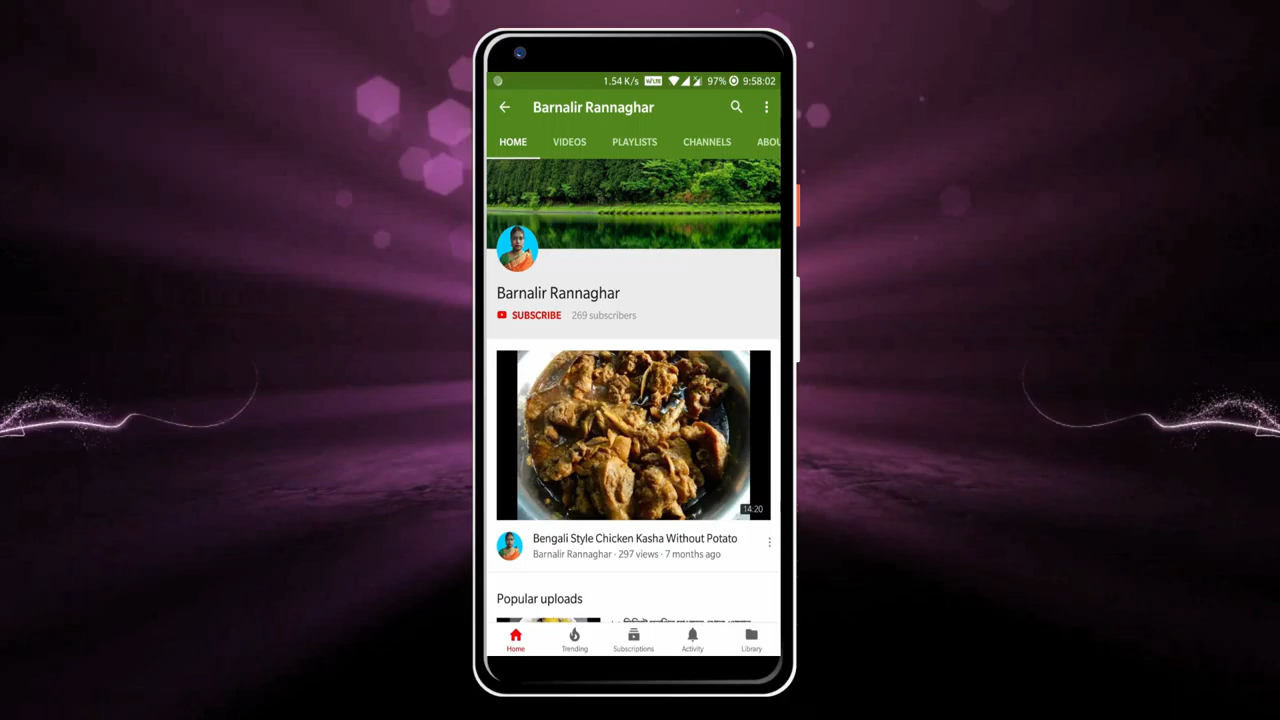 1.54 K/s VoLTE 97% 9:58:02
Barnalir Rannaghar
HOME VIDEOS PLAYLISTS CHANNELS ABOU
Barnalir Rannaghar
SUBSCRIBE 269 subscribers
14:20
Bengali Style Chicken Kasha Without Potato
Barnalir Rannaghar · 297 views · 7 months ago
Popular uploads
Home Trending Subscriptions Activity Library